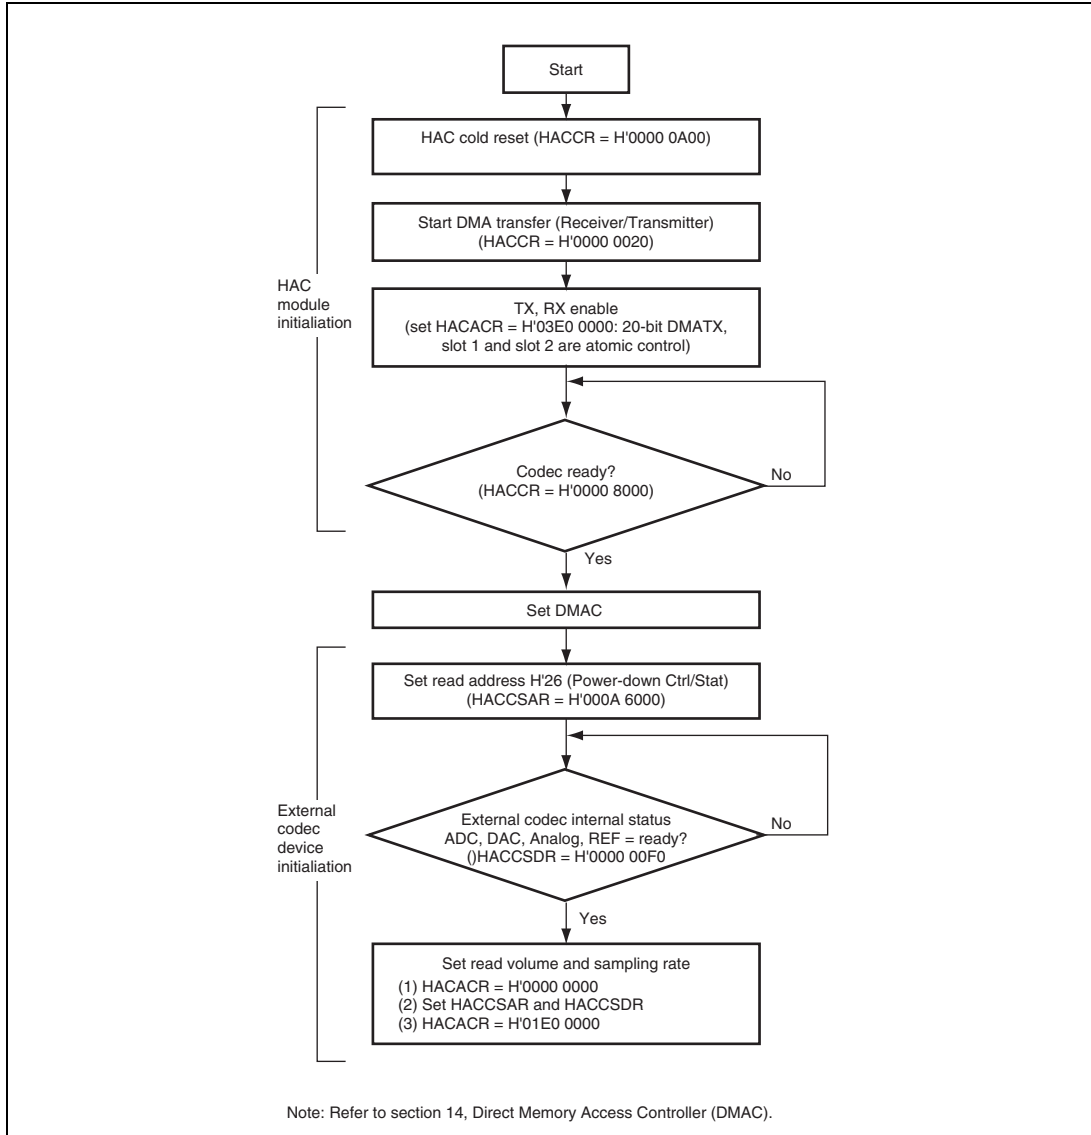 Start
HAC cold reset (HACCR = H'0000 0A00)
Start DMA transfer (Receiver/Transmitter)
(HACCR = H'0000 0020)
HAC
module
initialiation
TX, RX enable
(set HACACR = H'03E0 0000: 20-bit DMATX,
slot 1 and slot 2 are atomic control)
Codec ready?
(HACCR = H'0000 8000)
No
Yes
Set DMAC
Set read address H'26 (Power-down Ctrl/Stat)
(HACCSAR = H'000A 6000)
External
codec
device
initialiation
External codec internal status
ADC, DAC, Analog, REF = ready?
()HACCSDR = H'0000 00F0
No
Yes
Set read volume and sampling rate
(1) HACACR = H'0000 0000
(2) Set HACCSAR and HACCSDR
(3) HACACR = H'01E0 0000
Note: Refer to section 14, Direct Memory Access Controller (DMAC).